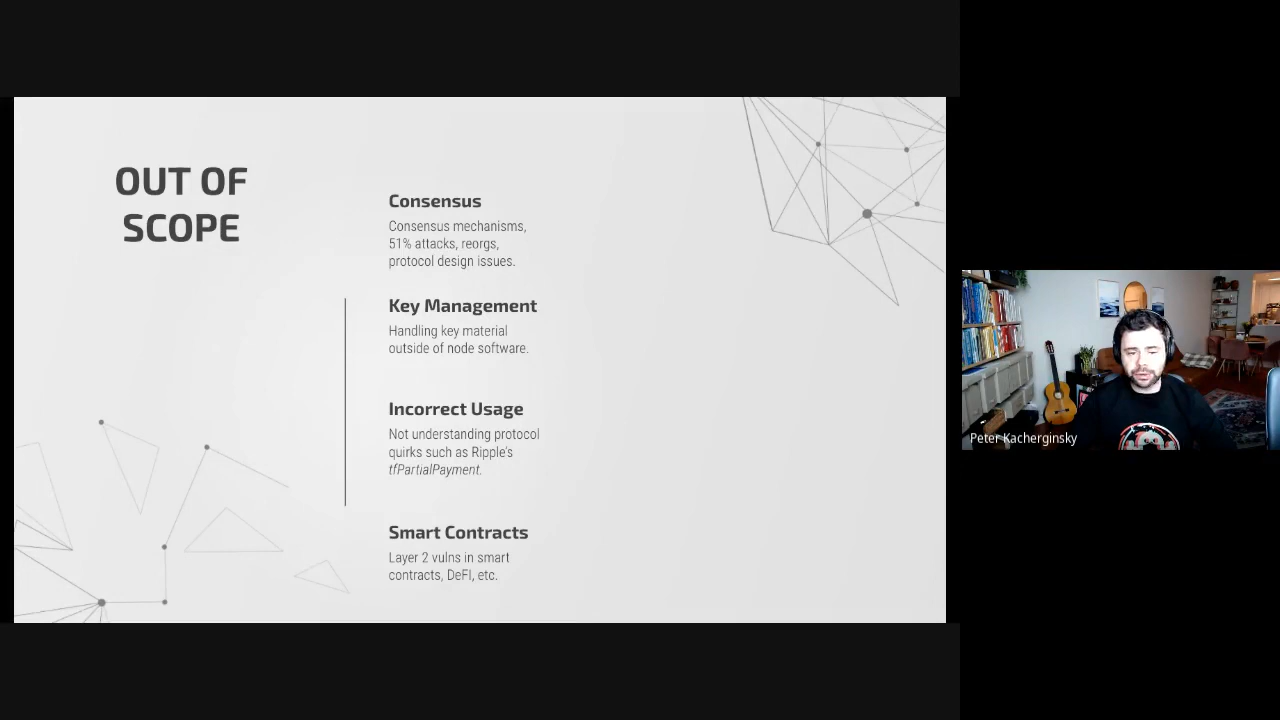 OUT OF
SCOPE
Consensus
Consensus mechanisms,
51% attacks, reorgs,
protocol design issues.
Key Management
Handling key material
outside of node software.
Incorrect Usage
Not understanding protocol
quirks such as Ripple's
tfPartialPayment.
Smart Contracts
Layer 2 vulns in smart
contracts, DeFI, etc.
Peter Kacherginsky